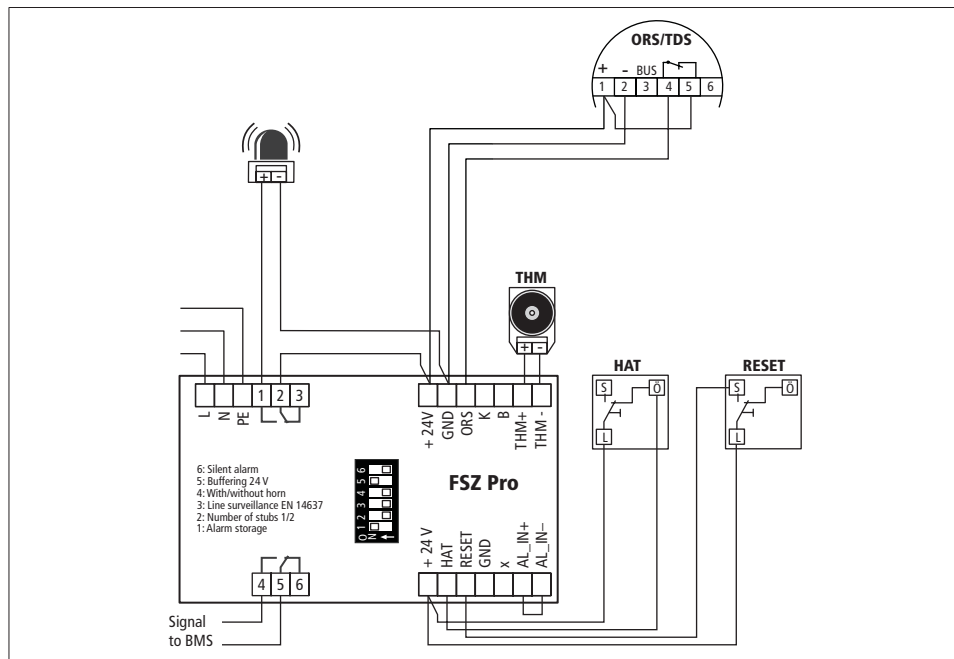 ORS/TDS
+ - BUS
1 2 3 4 5 6
+ -
THM
+ -
HAT
S Ö
L
RESET
S Ö
L
L N PE 1 2 3
+ 24V GND ORS K B THM+ THM -
6: Silent alarm
5: Buffering 24 V
4: With/without horn
3: Line surveillance EN 14637
2: Number of stubs 1/2
1: Alarm storage
ON
1 2 3 4 5 6
FSZ Pro
+ 24 V HAT RESET GND x AL_IN+ AL_IN–
4 5 6
Signal
to BMS